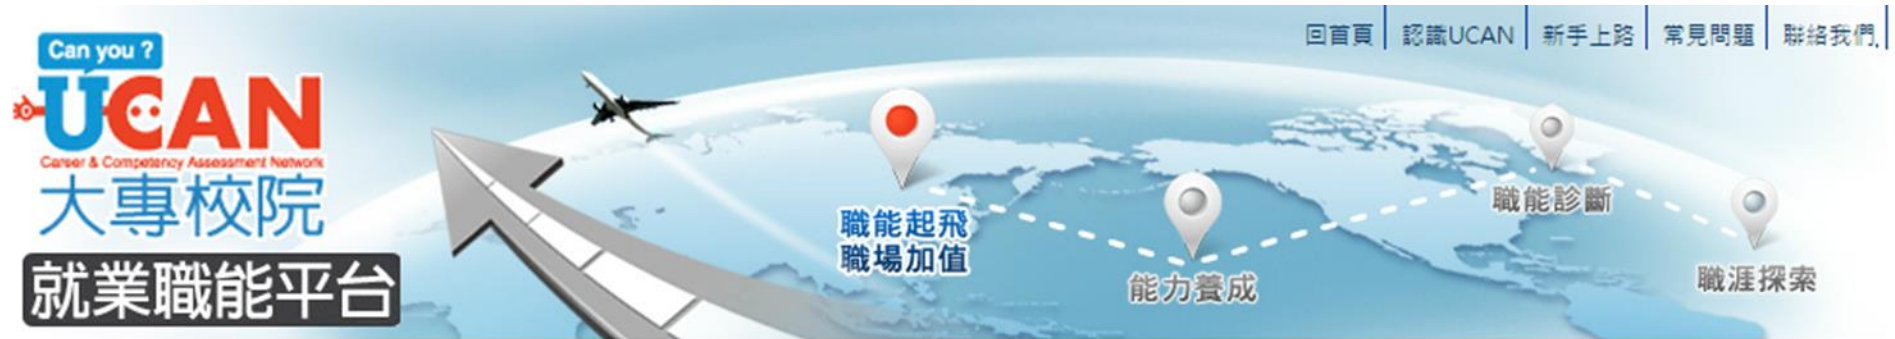 回首頁 認識UCAN 新手上路 常見問題 聯絡我們
Can you ?
UCAN
Career & Competency Assessment Network
大專校院
就業職能平台
職能起飛
職場加值
能力養成
職能診斷
職涯探索